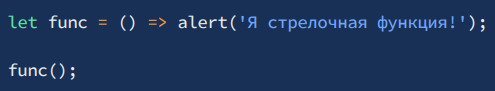 let func = () => alert('Я стрелочная функция!');
func();